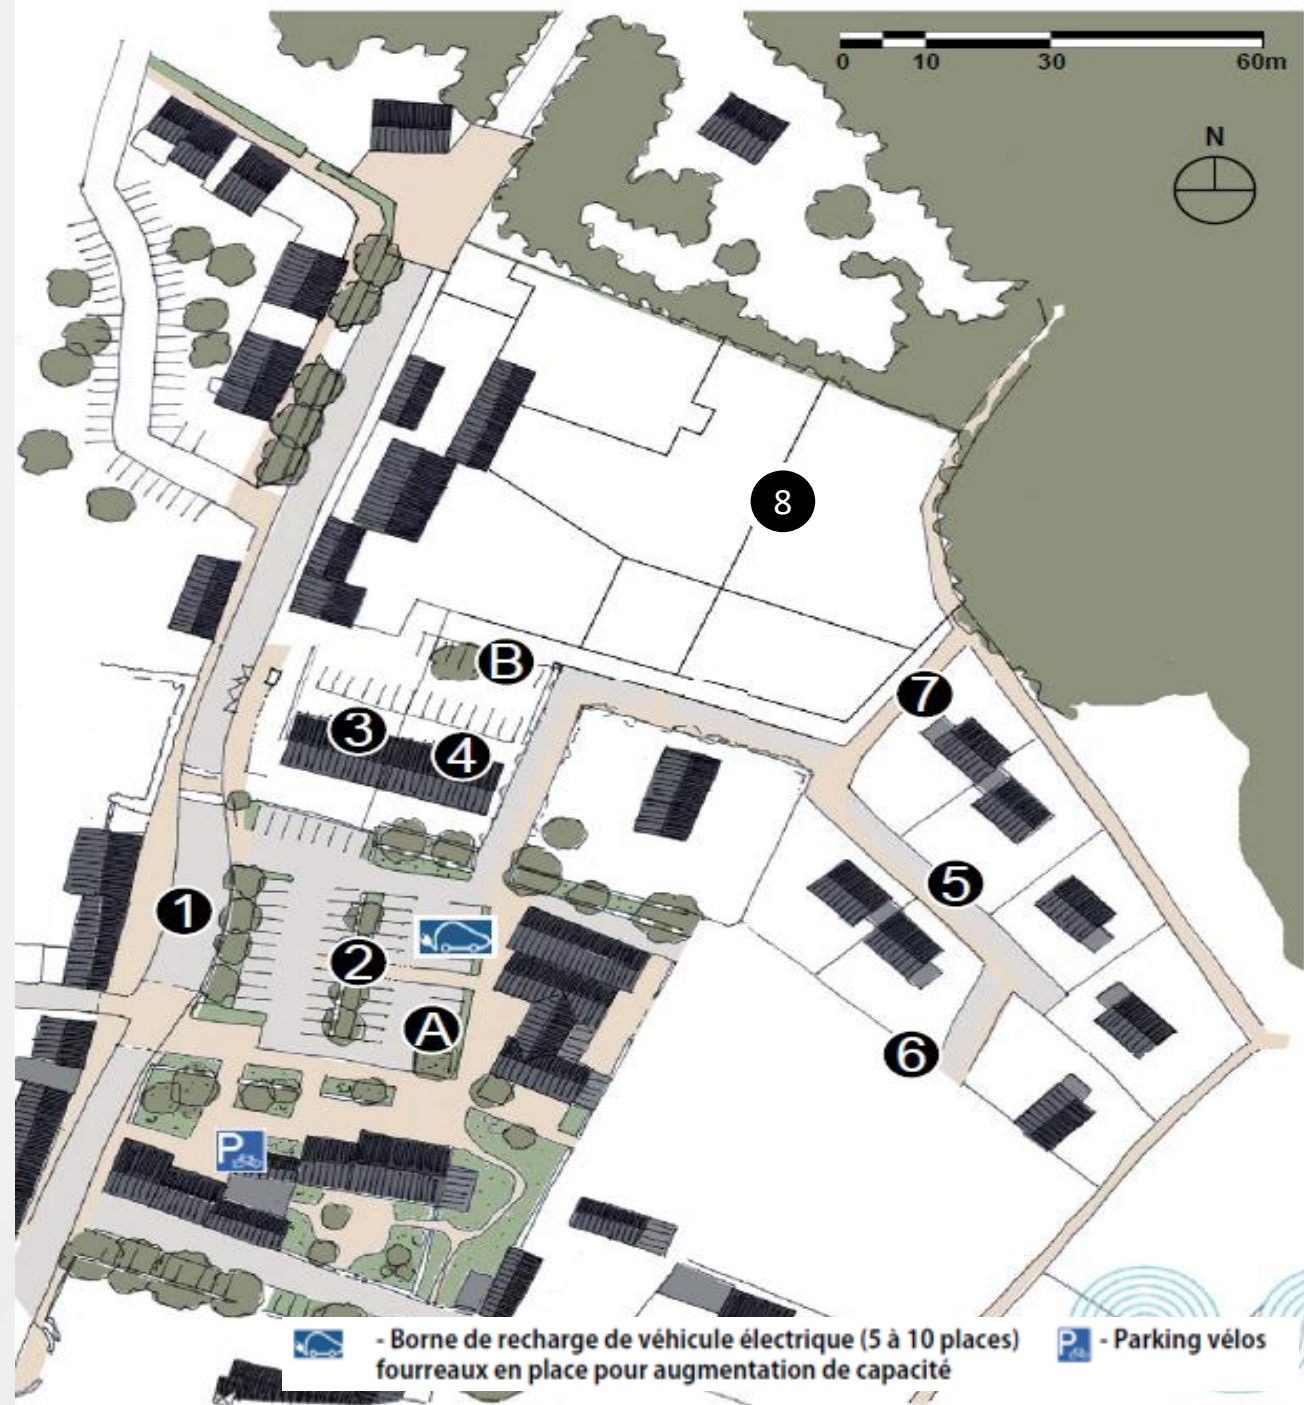 0 10 30 60m
N
8
B
7
3
4
5
1
2
A
6
P
- Borne de recharge de véhicule électrique (5 à 10 places)
fourreaux en place pour augmentation de capacité
P - Parking vélos